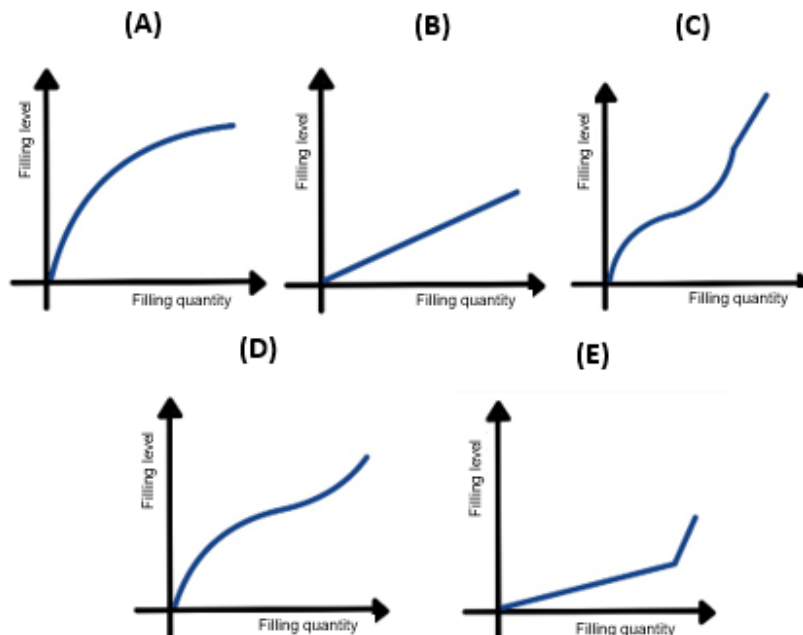 (A)
(B)
(C)
Filling level
Filling quantity
Filling level
Filling quantity
Filling level
Filling quantity
(D)
(E)
Filling level
Filling quantity
Filling level
Filling quantity